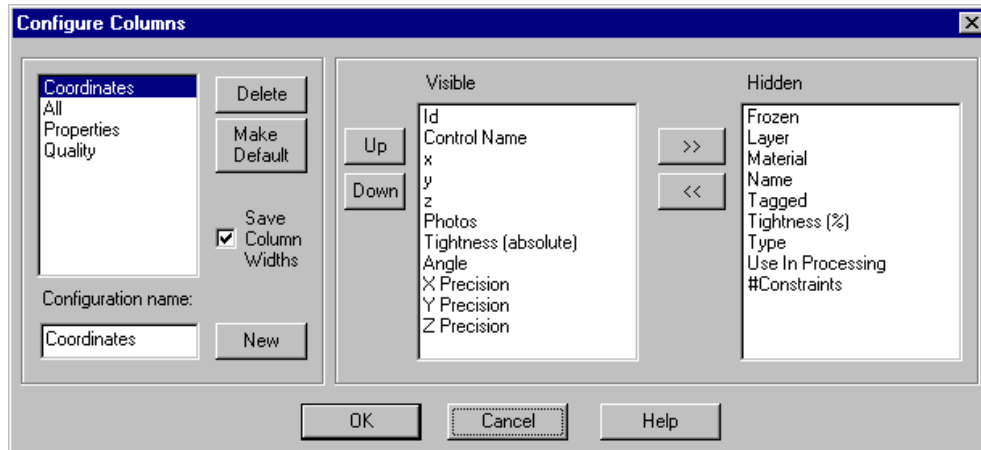 Configure Columns
Coordinates
All
Properties
Quality
Delete
Make
Default
Save
Column
Widths
Configuration name:
Coordinates
New
Visible
Up
Down
Id
Control Name
x
y
z
Photos
Tightness (absolute)
Angle
X Precision
Y Precision
Z Precision
>>
<<
Hidden
Frozen
Layer
Material
Name
Tagged
Tightness (%)
Type
Use In Processing
#Constraints
OK
Cancel
Help